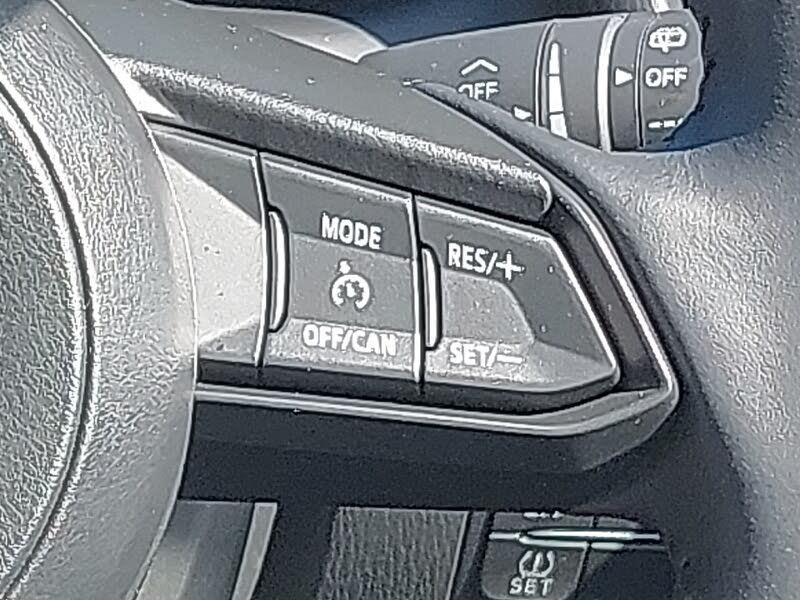 OFF
OFF
MODE
RES/+
OFF/CAN
SET/—
SET